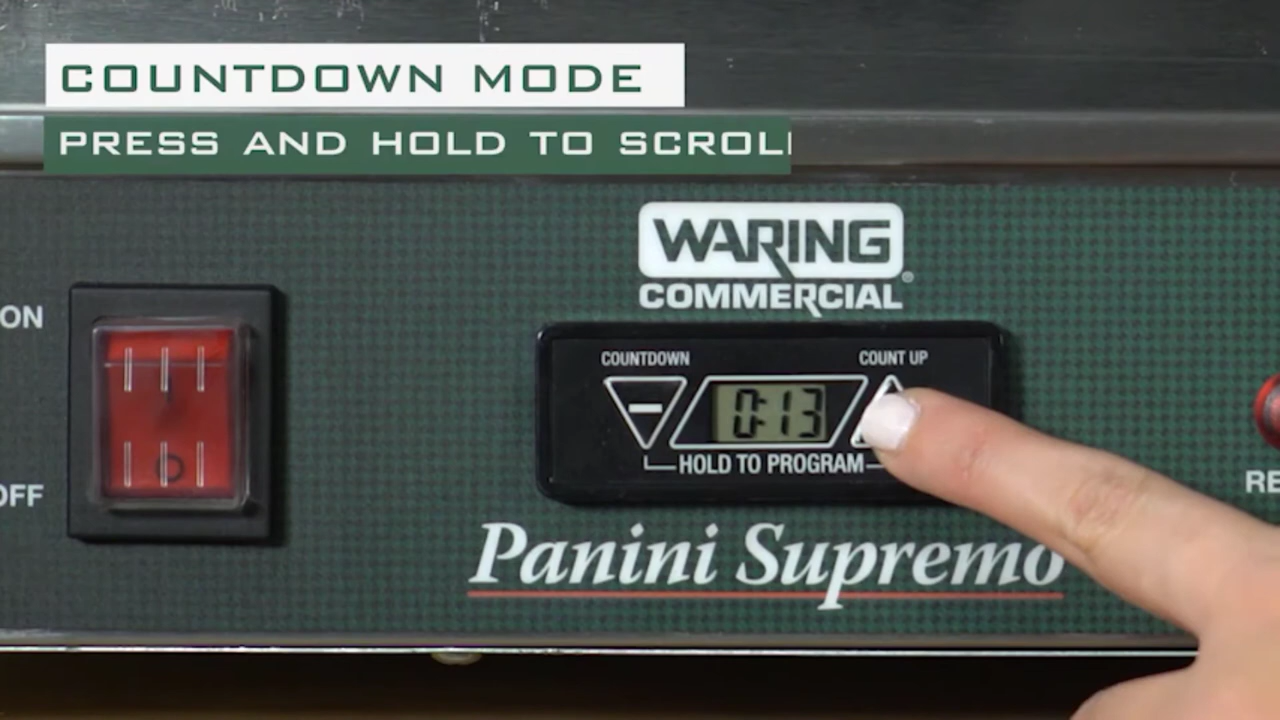 COUNTDOWN MODE
PRESS AND HOLD TO SCROLL
WARING
COMMERCIAL
®
ON
COUNTDOWN
COUNT UP
0:13
HOLD TO PROGRAM
OFF
RE
Panini Supremo